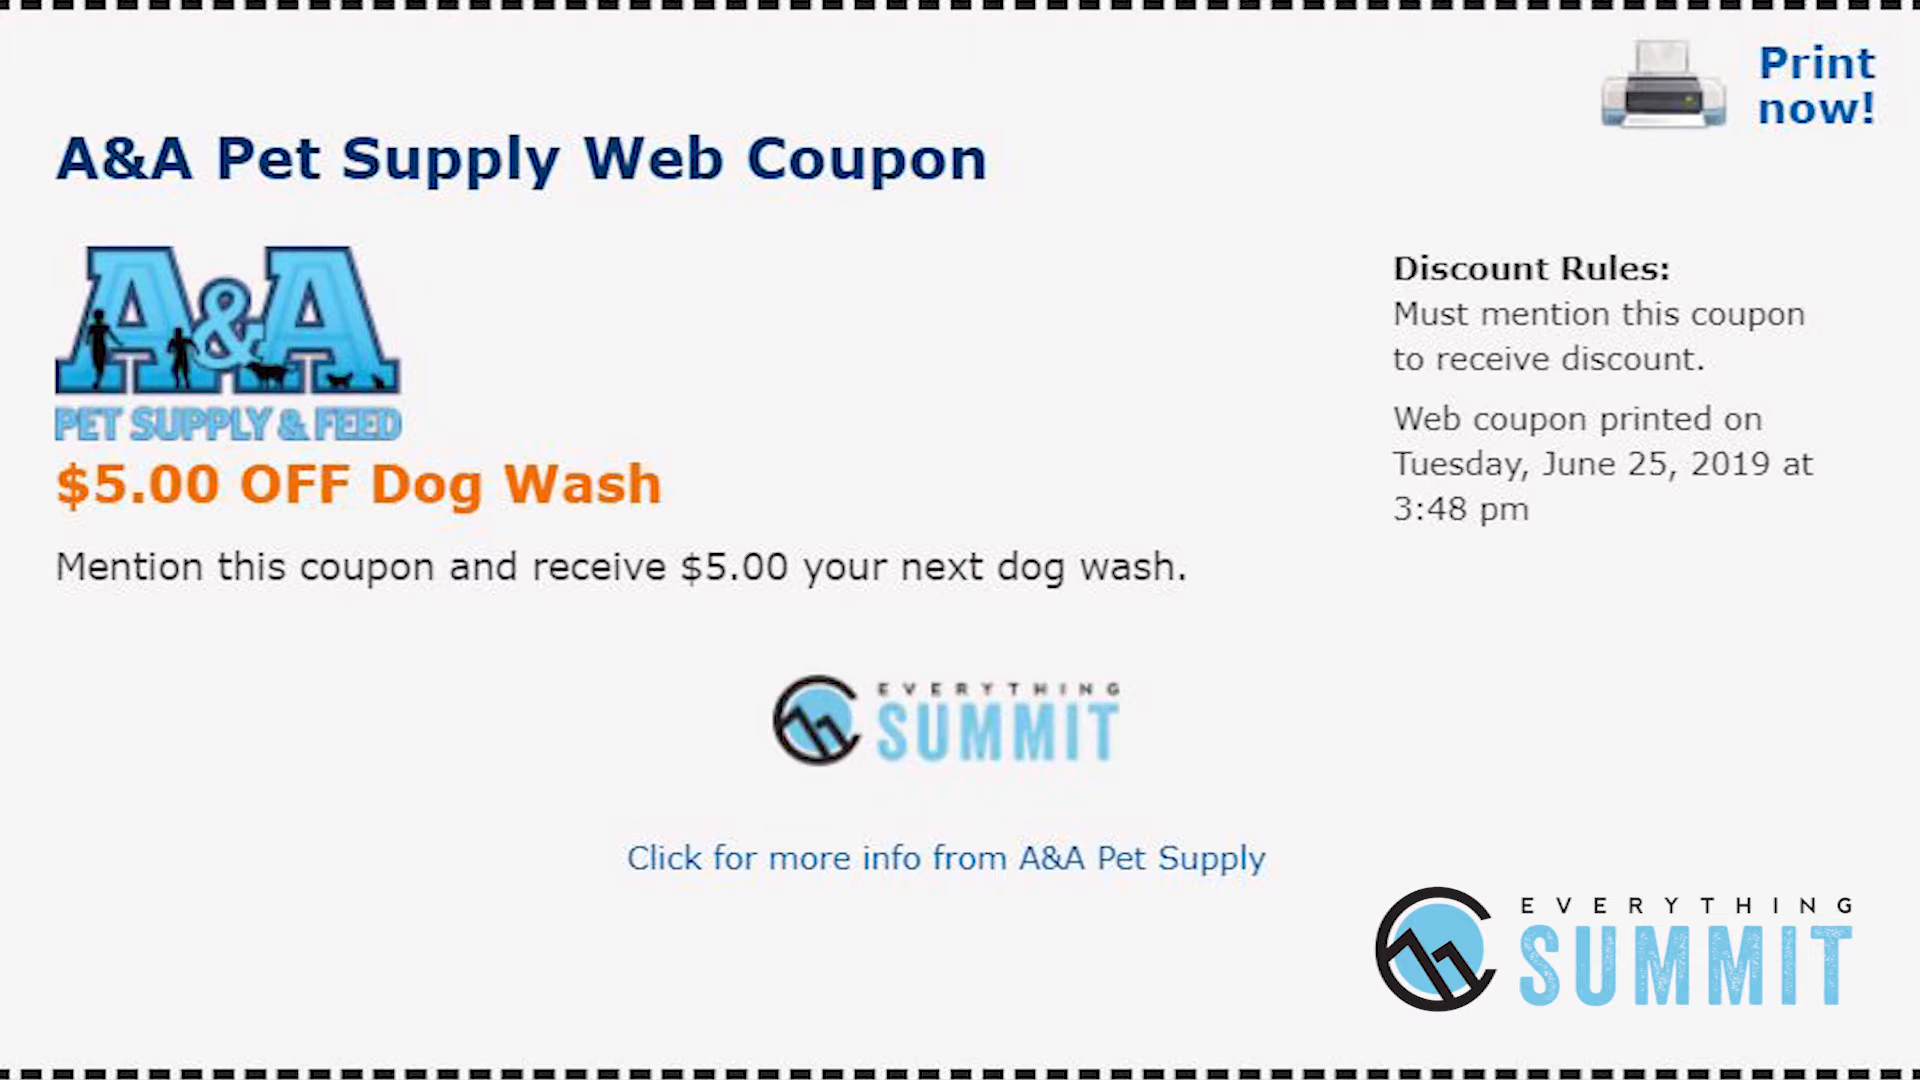 Print
now!
A&A Pet Supply Web Coupon
A&A
PET SUPPLY & FEED
$5.00 OFF Dog Wash
Mention this coupon and receive $5.00 your next dog wash.
Discount Rules:
Must mention this coupon
to receive discount.
Web coupon printed on
Tuesday, June 25, 2019 at
3:48 pm
EVERYTHING
SUMMIT
Click for more info from A&A Pet Supply
EVERYTHING
SUMMIT